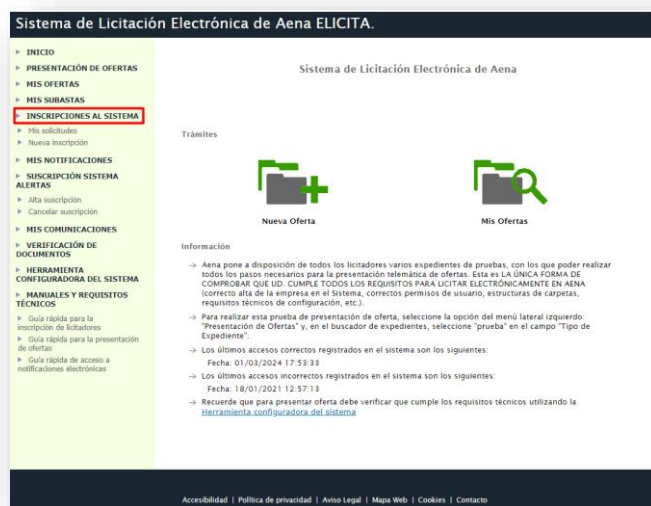 Sistema de Licitación Electrónica de Aena ELICITA.
INICIO
PRESENTACIÓN DE OFERTAS
MIS OFERTAS
MIS SUBASTAS
INSCRIPCIONES AL SISTEMA
Mis solicitudes
Nueva inscripción
MIS NOTIFICACIONES
SUSCRIPCIÓN SISTEMA
ALERTAS
Alta suscripción
Cancelar suscripción
MIS COMUNICACIONES
VERIFICACIÓN DE
DOCUMENTOS
HERRAMIENTA
CONFIGURADORA DEL SISTEMA
MANUALES Y REQUISITOS
TÉCNICOS
Guía rápida para la
inscripción de licitadores
Guía rápida para la presentación
de ofertas
Guía rápida de acceso a
notificaciones electrónicas
Sistema de Licitación Electrónica de Aena
Trámites
Nueva Oferta
Mis Ofertas
Información
Aena pone a disposición de todos los licitadores varios expedientes de pruebas, con los que poder realizar
todos los pasos necesarios para la presentación telemática de ofertas. Esta es LA ÚNICA FORMA DE
COMPROBAR QUE UD. CUMPLE TODOS LOS REQUISITOS PARA LICITAR ELECTRÓNICAMENTE EN AENA
(correcto alta de la empresa en el Sistema, correctos permisos de usuario, estructuras de carpetas,
requisitos técnicos de configuración, etc.).
Para realizar esta prueba de presentación de oferta, seleccione la opción del menú lateral izquierdo:
"Presentación de Ofertas" y, en el buscador de expedientes, seleccione "prueba" en el campo "Tipo de
Expediente".
Los últimos accesos correctos registrados en el sistema son los siguientes:
Fecha: 01/03/2024 17:53:33
Los últimos accesos incorrectos registrados en el sistema son los siguientes:
Fecha: 18/01/2021 12:57:13
Recuerde que para presentar oferta debe verificar que cumple los requisitos técnicos utilizando la
Herramienta configuradora del sistema
Accesibilidad | Política de privacidad | Aviso Legal | Mapa Web | Cookies | Contacto